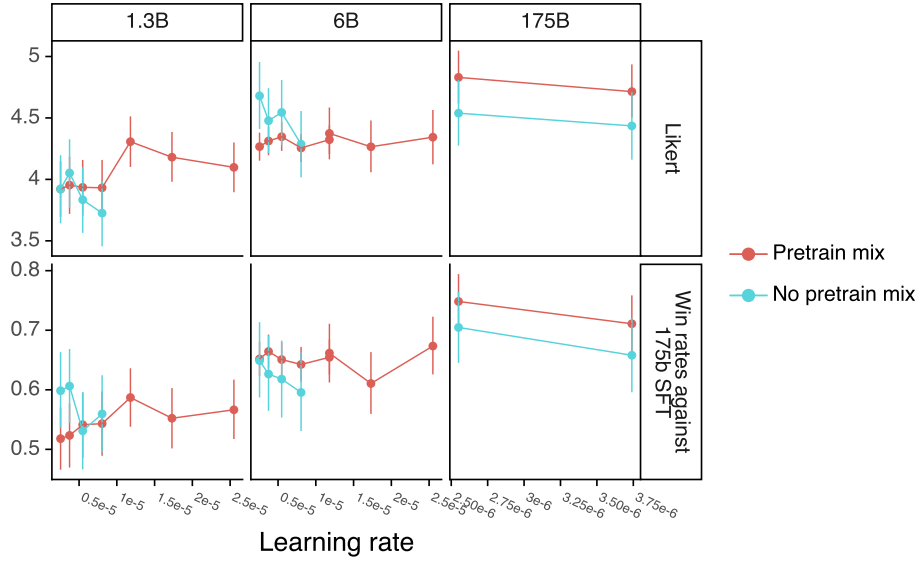 1.3B 6B 175B
5
4.5
4
3.5
Likert
0.8
0.7
0.6
0.5
Win rates against
175b SFT
0.5e-5 1e-5 1.5e-5 2e-5 2.5e-5 0.5e-5 1e-5 1.5e-5 2e-5 2.5e-5 2.50e-6 2.75e-6 3e-6 3.25e-6 3.50e-6 3.75e-6
Learning rate
Pretrain mix
No pretrain mix